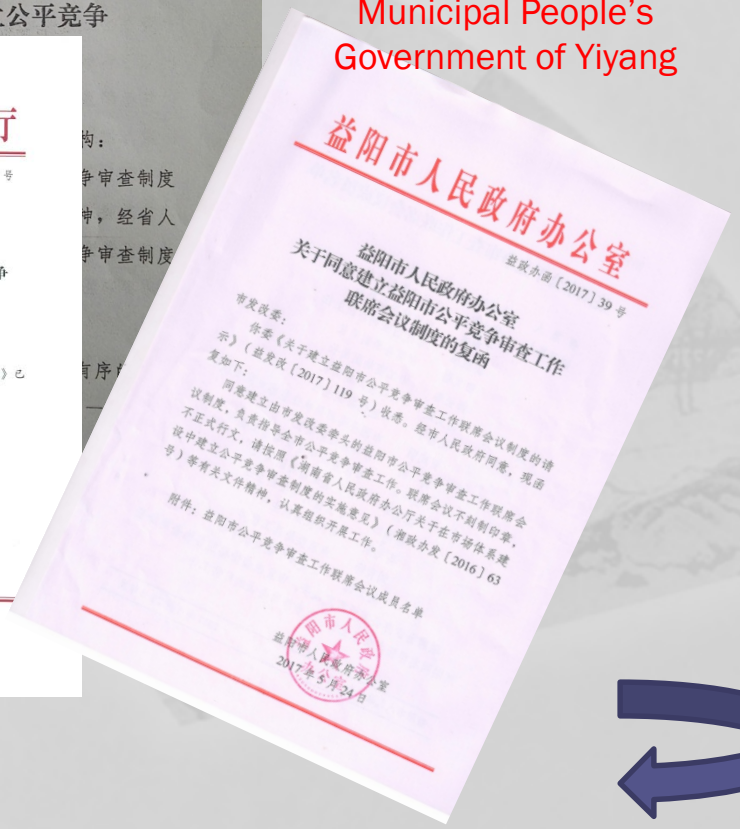 立公平竞争
Municipal People's
Government of Yiyang
行
号
构：
争审查制度
神，经省人
争审查制度
争
》已
有序
益阳市人民政府办公室
益政办函〔2017〕39 号
益阳市人民政府办公室
关于同意建立益阳市公平竞争审查工作
联席会议制度的复函
市发改委：
你委《关于建立益阳市公平竞争审查工作联席会议制度的请
示》（益发改〔2017〕119 号）收悉。经市人民政府同意，现函
复如下：
同意建立由市发改委牵头的益阳市公平竞争审查工作联席会
议制度，负责指导全市公平竞争审查工作。联席会议不刻制印章，
不正式行文，请按照《湖南省人民政府办公厅关于在市场体系建
设中建立公平竞争审查制度的实施意见》（湘政办发〔2016〕63
号）等有关文件精神，认真组织开展工作。
附件：益阳市公平竞争审查工作联席会议成员名单
益阳市人民政府办公室
2017年5月24日